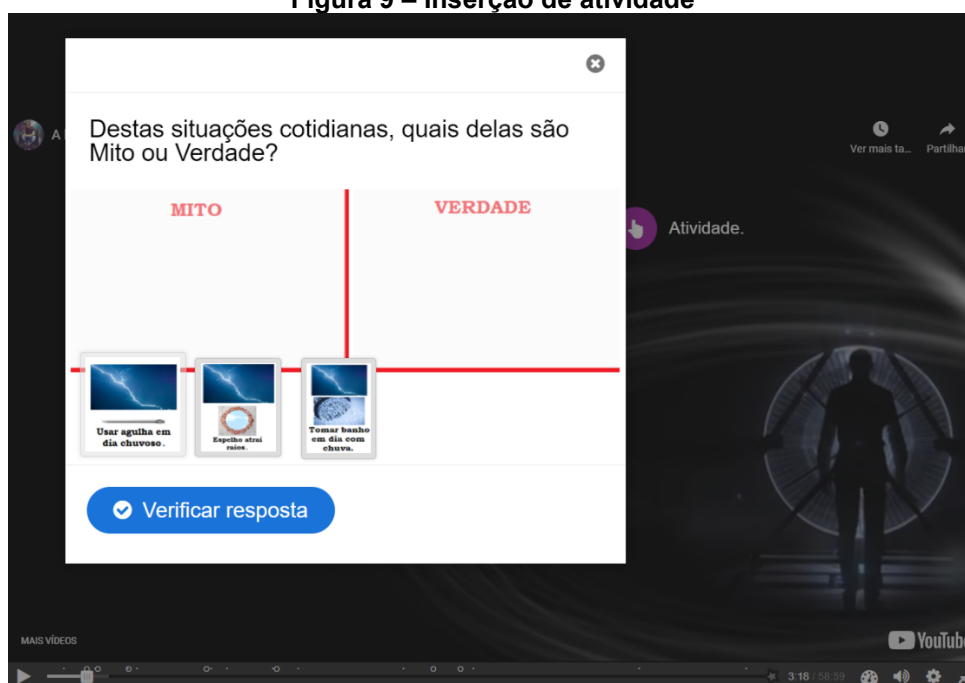 Figura 9 – Inserção de atividade
A
Destas situações cotidianas, quais delas são
Mito ou Verdade?
Ver mais ta...
Partilhar
MITO
VERDADE
Atividade.
Usar agulha em
dia chuvoso.
Espelho atrai
raios.
Tomar banho
em dia com
chuva.
Verificar resposta
MAIS VÍDEOS
YouTube
3:18 / 58:59